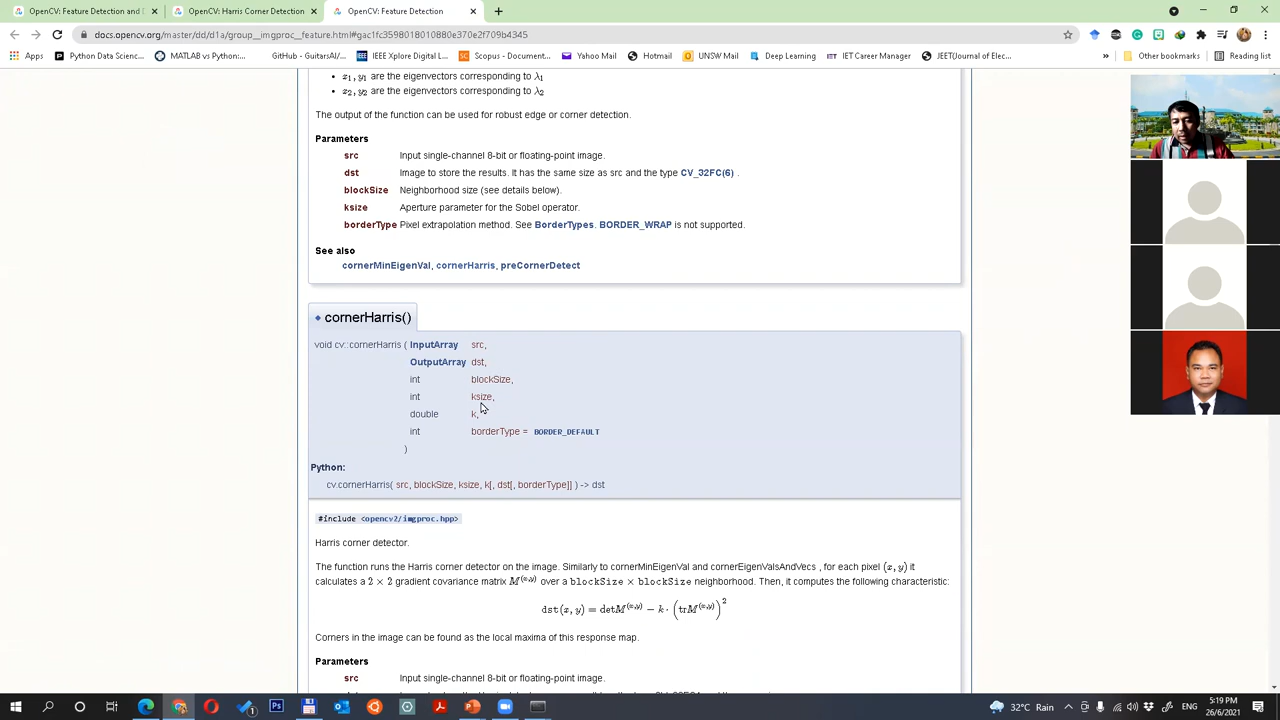 OpenCV: Feature Detection and D
OpenCV: Harris Corner Detection
OpenCV: Feature Detection
docs.opencv.org/master/dd/d1a/group__imgproc__feature.html#gac1fc3598018010880e370e2f709b4345
Apps
Python Data Scienc...
MATLAB vs Python:...
GitHub - GuitarsAI/...
IEEE Xplore Digital L...
Scopus - Documen...
Yahoo Mail
Hotmail
UNSW Mail
Deep Learning
IET Career Manager
JEET(Journal of Elec...
»
Other bookmarks
Reading list
• x₁, y₁ are the eigenvectors corresponding to λ₁
• x₂, y₂ are the eigenvectors corresponding to λ₂
The output of the function can be used for robust edge or corner detection.
Parameters
src Input single-channel 8-bit or floating-point image.
dst Image to store the results. It has the same size as src and the type CV_32FC(6) .
blockSize Neighborhood size (see details below).
ksize Aperture parameter for the Sobel operator.
borderType Pixel extrapolation method. See BorderTypes. BORDER_WRAP is not supported.
See also
cornerMinEigenVal, cornerHarris, preCornerDetect
◆ cornerHarris()
void cv::cornerHarris ( InputArray src,
OutputArray dst,
int blockSize,
int ksize,
double k,
int borderType = BORDER_DEFAULT
)
Python:
cv.cornerHarris( src, blockSize, ksize, k[, dst[, borderType]] ) -> dst
#include <opencv2/imgproc.hpp>
Harris corner detector.
The function runs the Harris corner detector on the image. Similarly to cornerMinEigenVal and cornerEigenValsAndVecs , for each pixel (x, y) it
calculates a 2 × 2 gradient covariance matrix M^(x,y) over a blockSize × blockSize neighborhood. Then, it computes the following characteristic:
dst(x, y) = detM^(x,y) − k · (trM^(x,y))²
Corners in the image can be found as the local maxima of this response map.
Parameters
src Input single-channel 8-bit or floating-point image.
32°C Rain
5:19 PM
26/6/2021